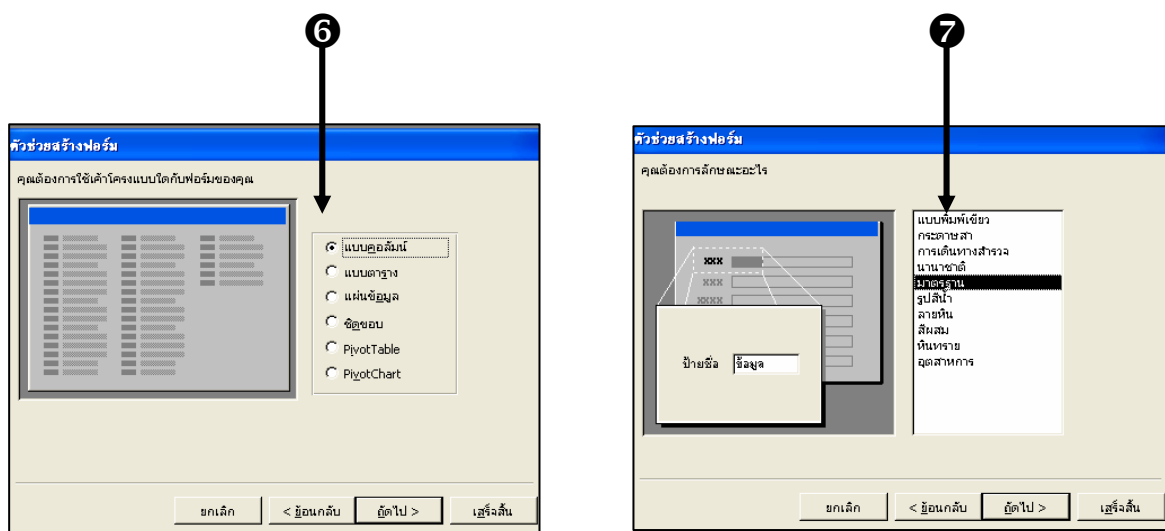 ❻
ตัวช่วยสร้างฟอร์ม
คุณต้องการใช้เค้าโครงแบบใดกับฟอร์มของคุณ
แบบคอลัมน์
แบบตาราง
แผ่นข้อมูล
ชิดขอบ
PivotTable
PivotChart
ยกเลิก
< ย้อนกลับ
ถัดไป >
เสร็จสิ้น
❼
ตัวช่วยสร้างฟอร์ม
คุณต้องการลักษณะอะไร
XXX
XXX
XXXX
ป้ายชื่อ ข้อมูล
แบบพิมพ์เขียว
กระดาษสา
การเดินทางสำรวจ
นานาชาติ
มาตรฐาน
รูปสีน้ำ
ลายหิน
สีผสม
หินทราย
อุตสาหการ
ยกเลิก
< ย้อนกลับ
ถัดไป >
เสร็จสิ้น